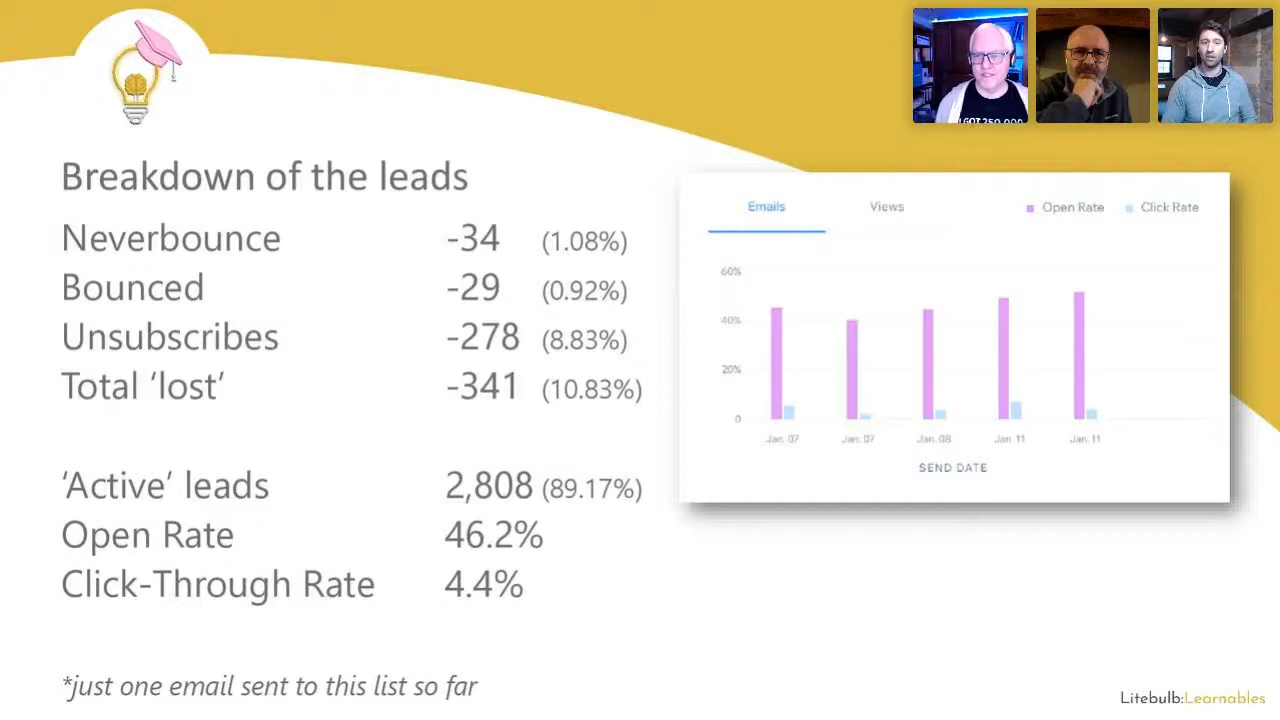 Breakdown of the leads
Neverbounce -34 (1.08%)
Bounced -29 (0.92%)
Unsubscribes -278 (8.83%)
Total ‘lost’ -341 (10.83%)
‘Active’ leads 2,808 (89.17%)
Open Rate 46.2%
Click-Through Rate 4.4%
*just one email sent to this list so far
Emails Views Open Rate Click Rate
60%
40%
20%
0
Jan. 07 Jan. 07 Jan. 08 Jan. 11 Jan. 11
SEND DATE
I GOT 250,000
Litebulb:Learnables